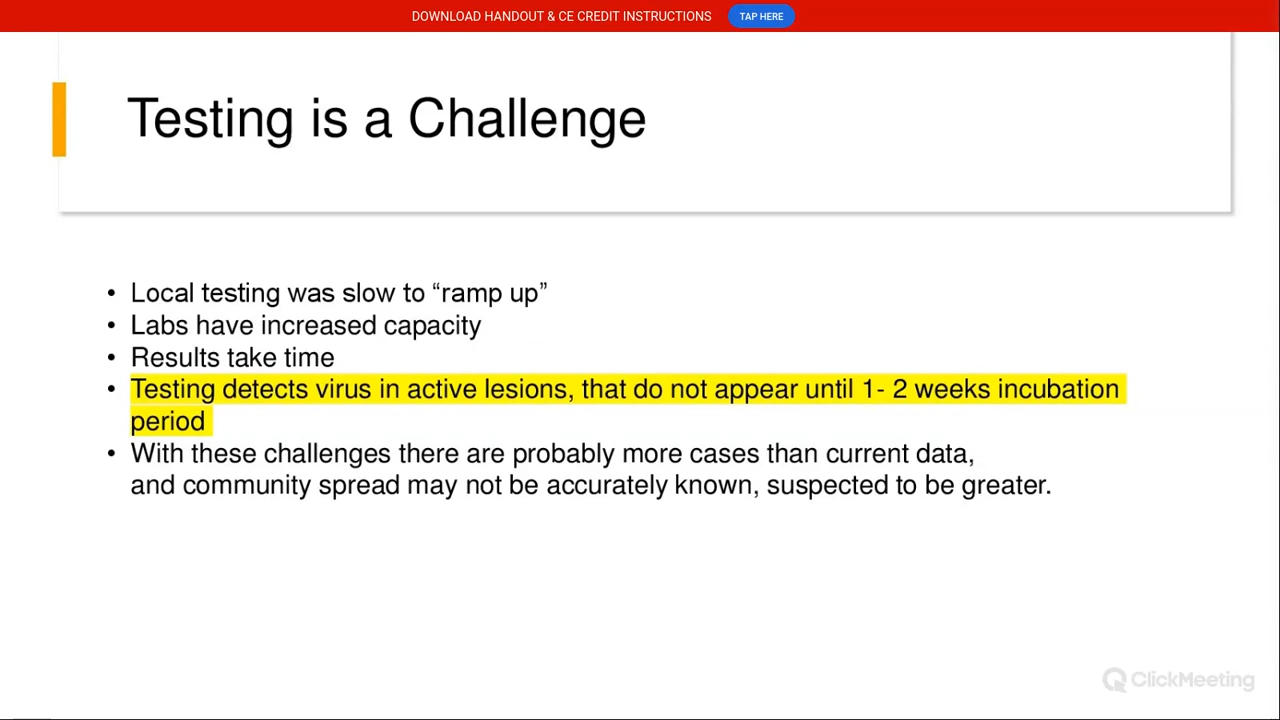 DOWNLOAD HANDOUT & CE CREDIT INSTRUCTIONS TAP HERE
Testing is a Challenge
• Local testing was slow to “ramp up”
• Labs have increased capacity
• Results take time
• Testing detects virus in active lesions, that do not appear until 1- 2 weeks incubation
period
• With these challenges there are probably more cases than current data,
and community spread may not be accurately known, suspected to be greater.
ClickMeeting